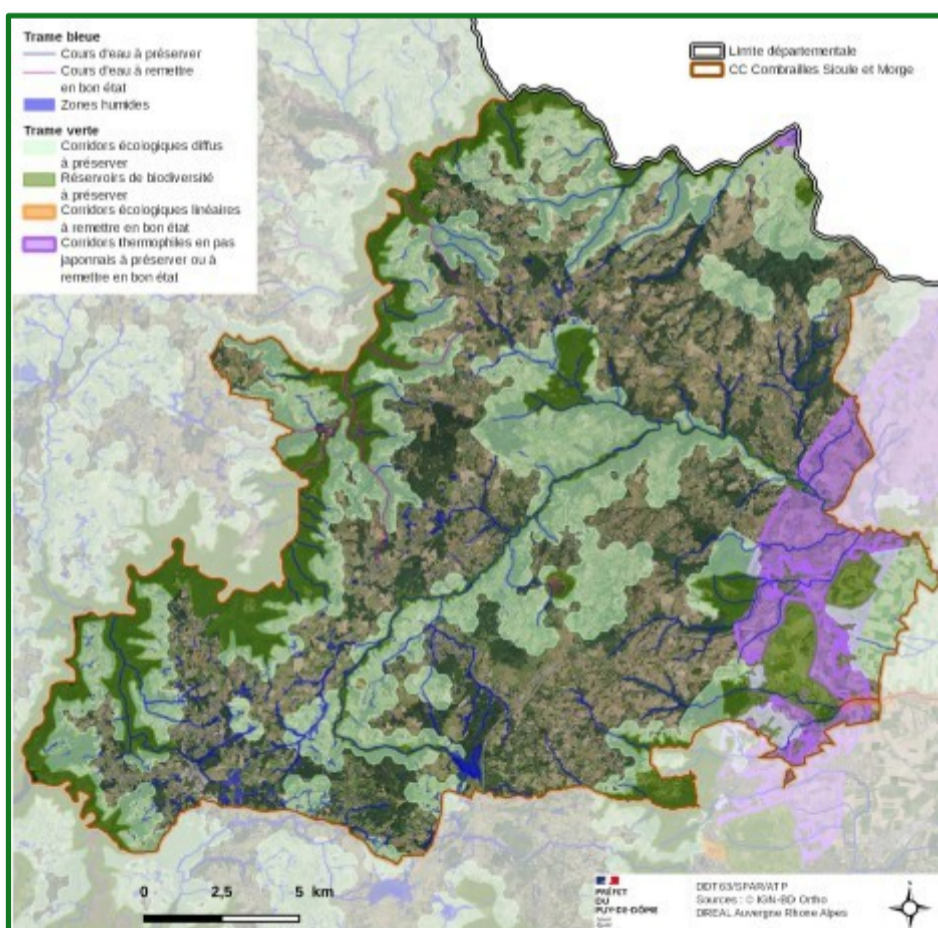 Trame bleue
Cours d'eau à préserver
Cours d'eau à remettre
en bon état
Zones humides
Trame verte
Corridors écologiques diffus
à préserver
Réservoirs de biodiversité
à préserver
Corridors écologiques linéaires
à remettre en bon état
Corridors thermophiles en pas
japonnais à préserver ou à
remettre en bon état
Limite départementale
CC Combrailles Sioule et Morge
0 2,5 5 km
PRÉFET
DU
PUY-DE-DÔME
DDT63/SPAR/ATP
Sources : © IGN-BD Ortho
DREAL Auvergne Rhone Alpes